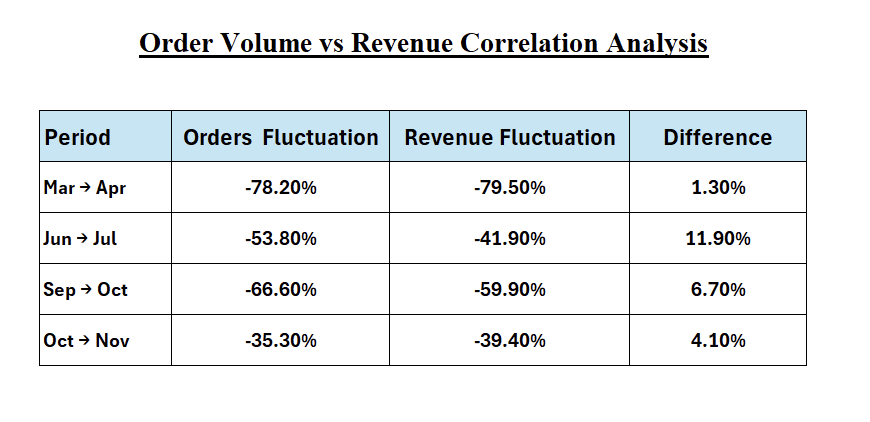 Order Volume vs Revenue Correlation Analysis
Period Orders Fluctuation Revenue Fluctuation Difference
Mar → Apr -78.20% -79.50% 1.30%
Jun → Jul -53.80% -41.90% 11.90%
Sep → Oct -66.60% -59.90% 6.70%
Oct → Nov -35.30% -39.40% 4.10%